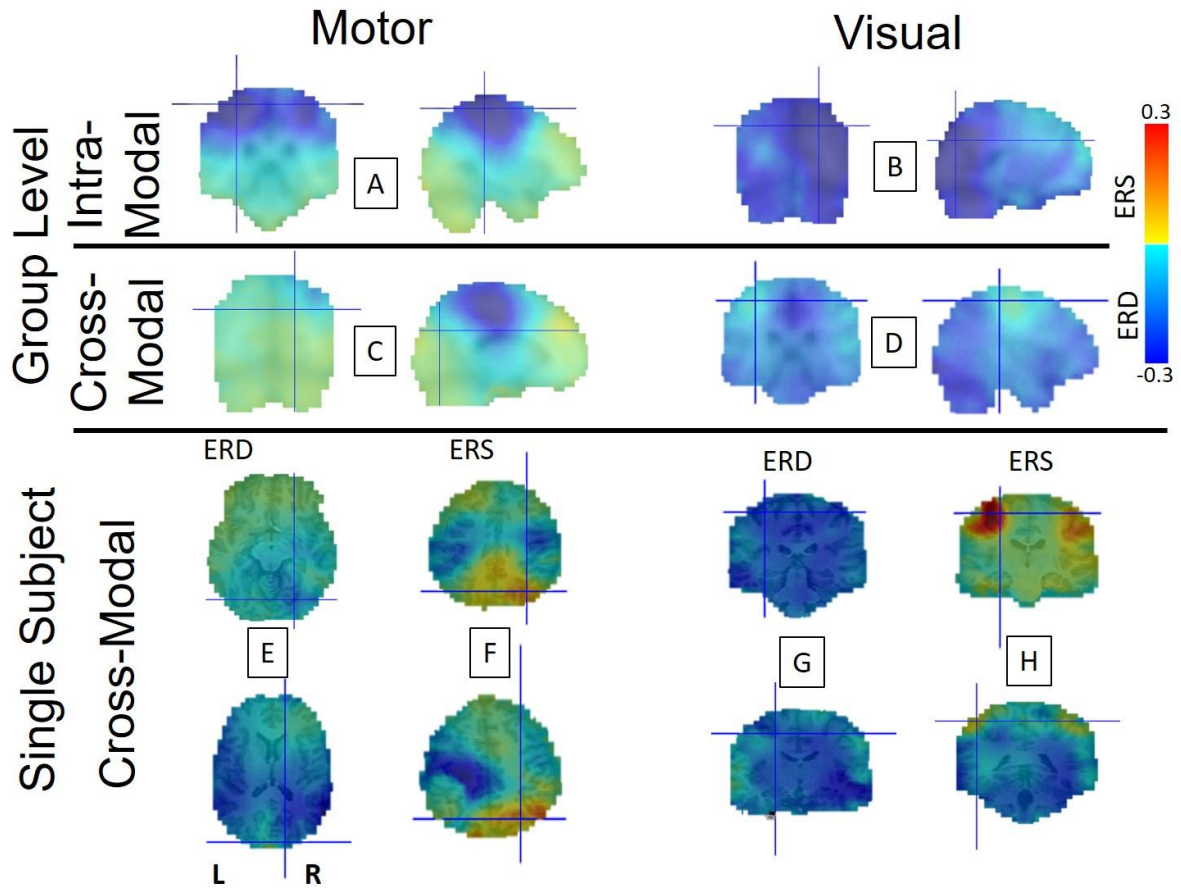 Motor
Visual
Group Level
Intra-
Modal
A
B
0.3
ERS
ERD
-0.3
Cross-
Modal
C
D
Single Subject
Cross-Modal
ERD
ERS
ERD
ERS
E
F
G
H
L
R